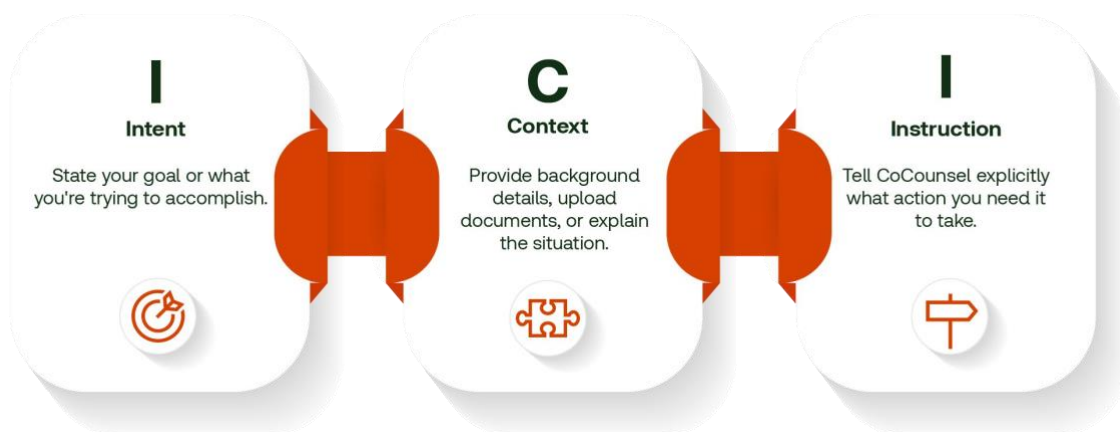 I
Intent
State your goal or what
you're trying to accomplish.
C
Context
Provide background
details, upload
documents, or explain
the situation.
I
Instruction
Tell CoCounsel explicitly
what action you need it
to take.